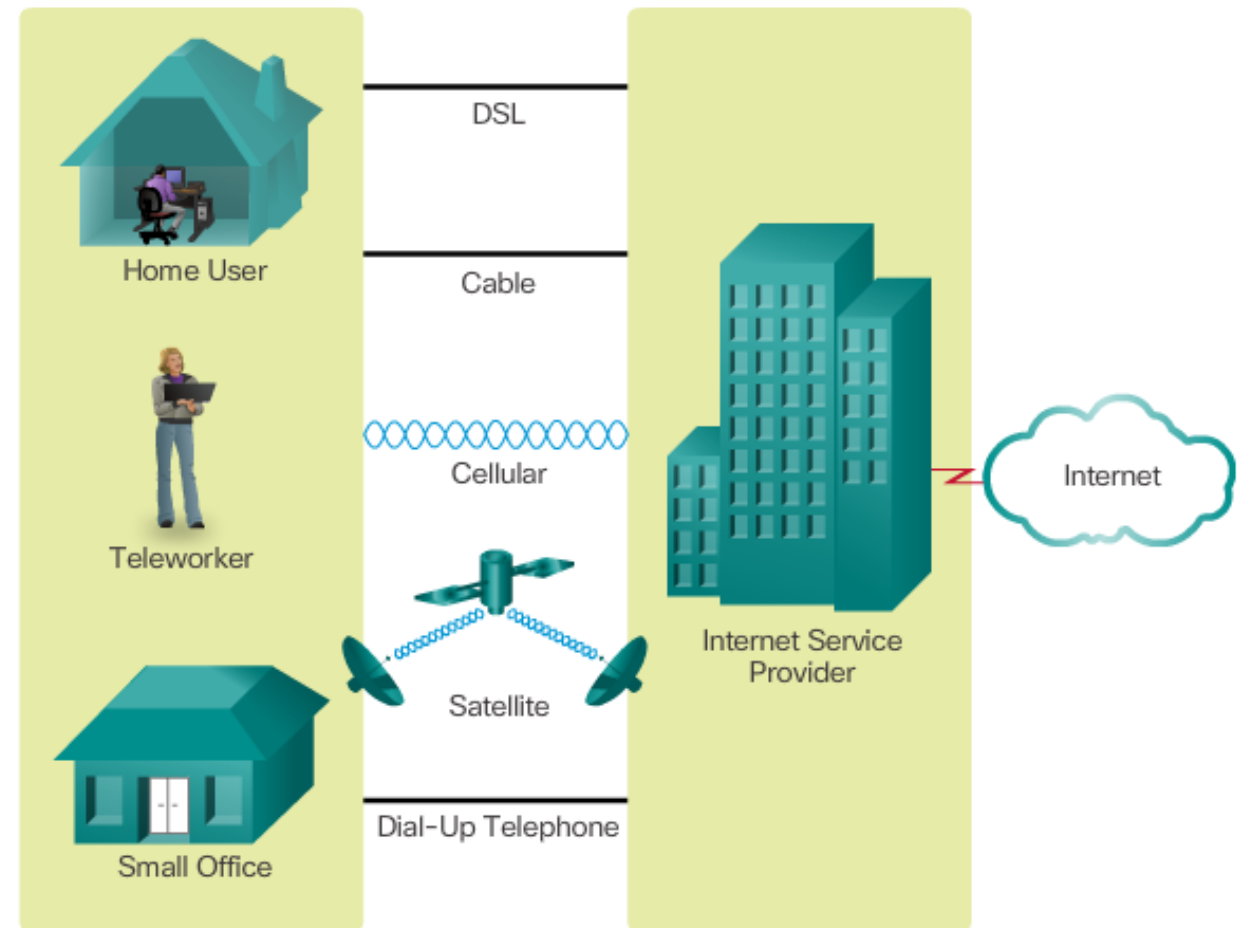 DSL
Home User
Cable
Cellular
Internet
Teleworker
Internet Service
Provider
Satellite
Dial-Up Telephone
Small Office